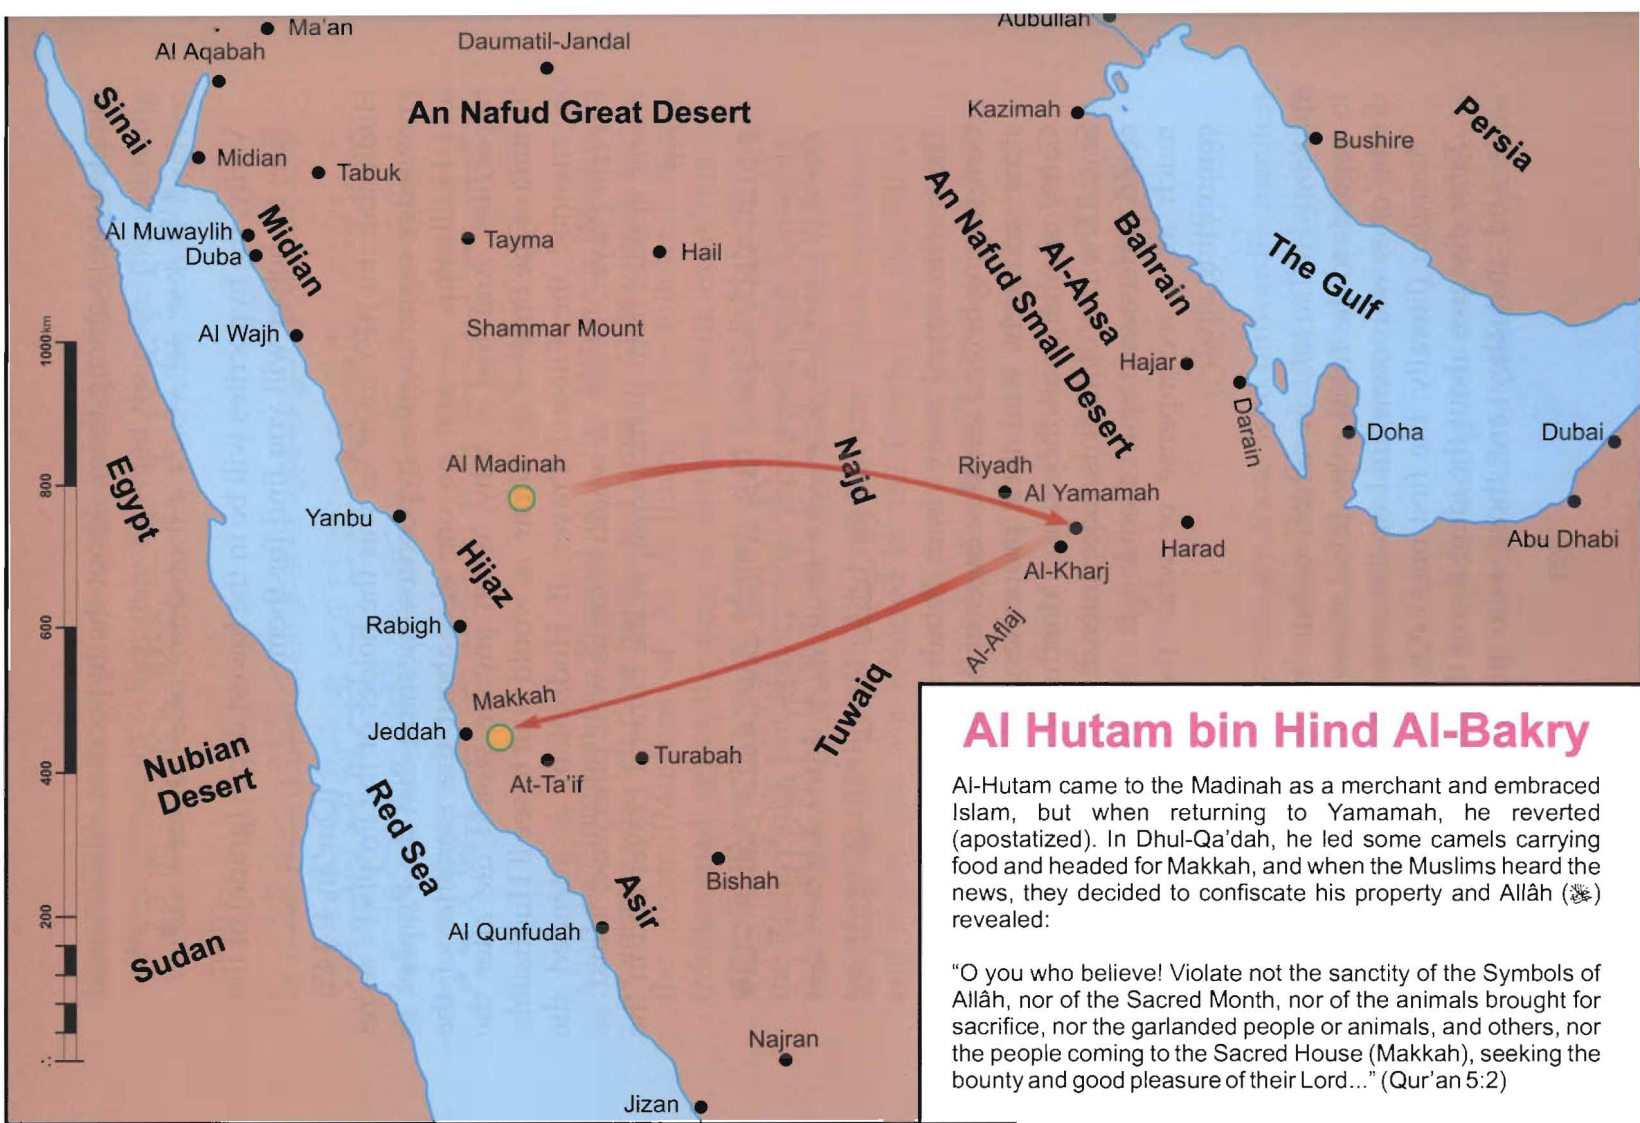 Ma'an
Al Aqabah
Daumatil-Jandal
Aubullah
An Nafud Great Desert
Kazimah
Sinai
Persia
Bushire
Midian
Tabuk
An Nafud Small Desert
Al Muwaylih
Duba
Midian
Tayma
Hail
Al-Ahsa
Bahrain
The Gulf
Al Wajh
Shammar Mount
Hajar
Darain
Doha
Dubai
1000km
800
600
400
200
Egypt
Al Madinah
Najd
Riyadh
Al Yamamah
Yanbu
Hijaz
Al-Kharj
Harad
Abu Dhabi
Rabigh
Al-Aflaj
Makkah
Tuwaiq
Jeddah
At-Ta'if
Turabah
Nubian
Desert
Red Sea
Bishah
Asir
Al Qunfudah
Sudan
Najran
Jizan
Al Hutam bin Hind Al-Bakry
Al-Hutam came to the Madinah as a merchant and embraced
Islam, but when returning to Yamamah, he reverted
(apostatized). In Dhul-Qa'dah, he led some camels carrying
food and headed for Makkah, and when the Muslims heard the
news, they decided to confiscate his property and Allâh (ﷻ)
revealed:
“O you who believe! Violate not the sanctity of the Symbols of
Allâh, nor of the Sacred Month, nor of the animals brought for
sacrifice, nor the garlanded people or animals, and others, nor
the people coming to the Sacred House (Makkah), seeking the
bounty and good pleasure of their Lord...” (Qur'an 5:2)